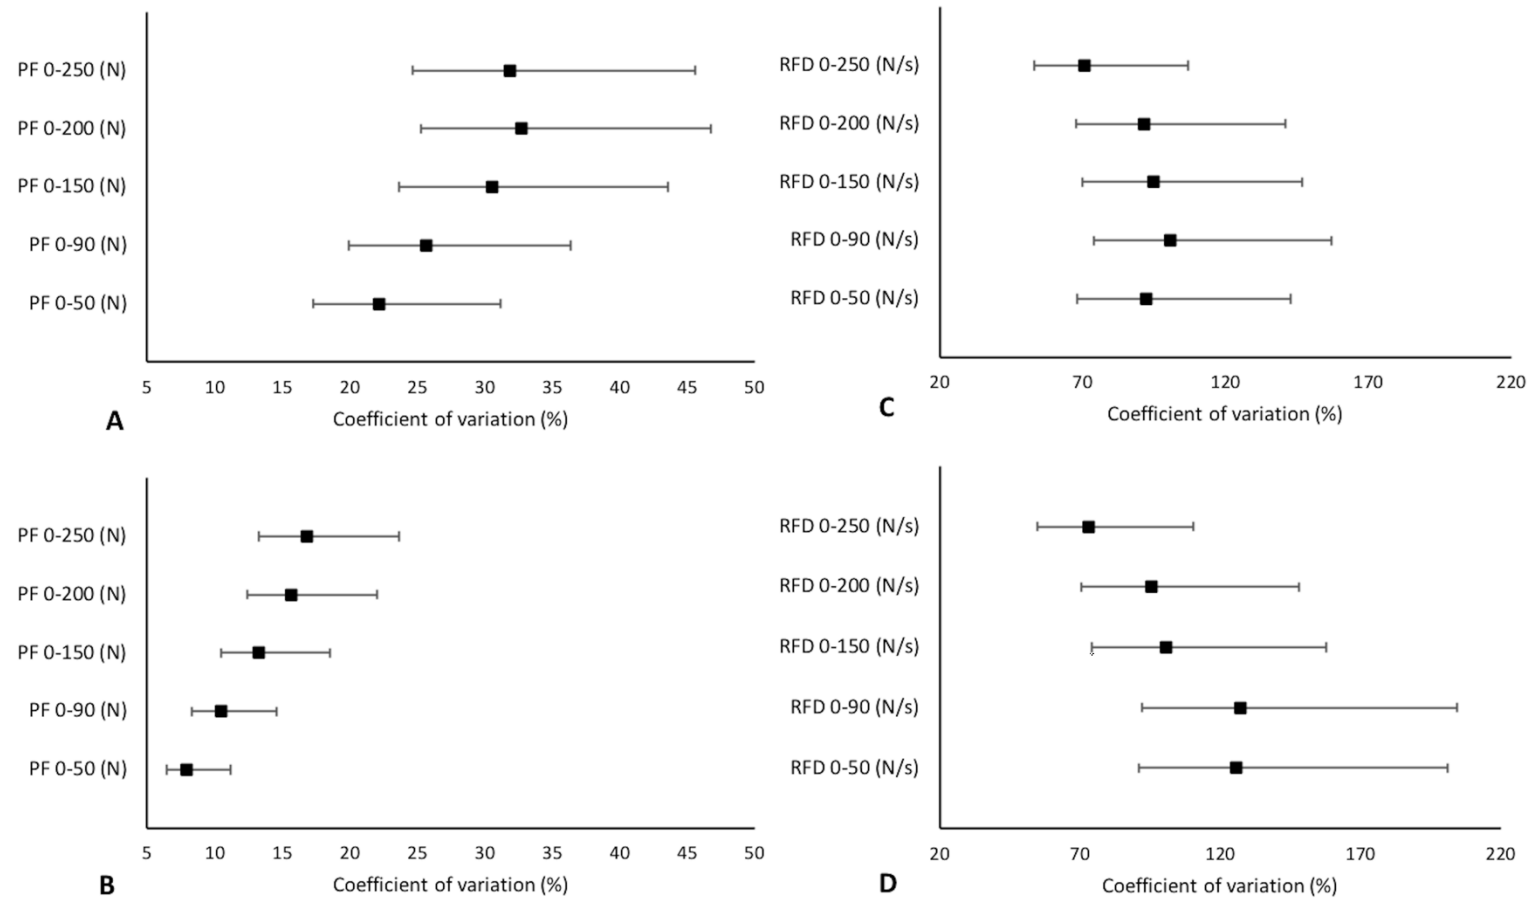 PF 0-250 (N)
PF 0-200 (N)
PF 0-150 (N)
PF 0-90 (N)
PF 0-50 (N)
5 10 15 20 25 30 35 40 45 50
Coefficient of variation (%)
A
RFD 0-250 (N/s)
RFD 0-200 (N/s)
RFD 0-150 (N/s)
RFD 0-90 (N/s)
RFD 0-50 (N/s)
20 70 120 170 220
Coefficient of variation (%)
C
PF 0-250 (N)
PF 0-200 (N)
PF 0-150 (N)
PF 0-90 (N)
PF 0-50 (N)
5 10 15 20 25 30 35 40 45 50
Coefficient of variation (%)
B
RFD 0-250 (N/s)
RFD 0-200 (N/s)
RFD 0-150 (N/s)
RFD 0-90 (N/s)
RFD 0-50 (N/s)
20 70 120 170 220
Coefficient of variation (%)
D